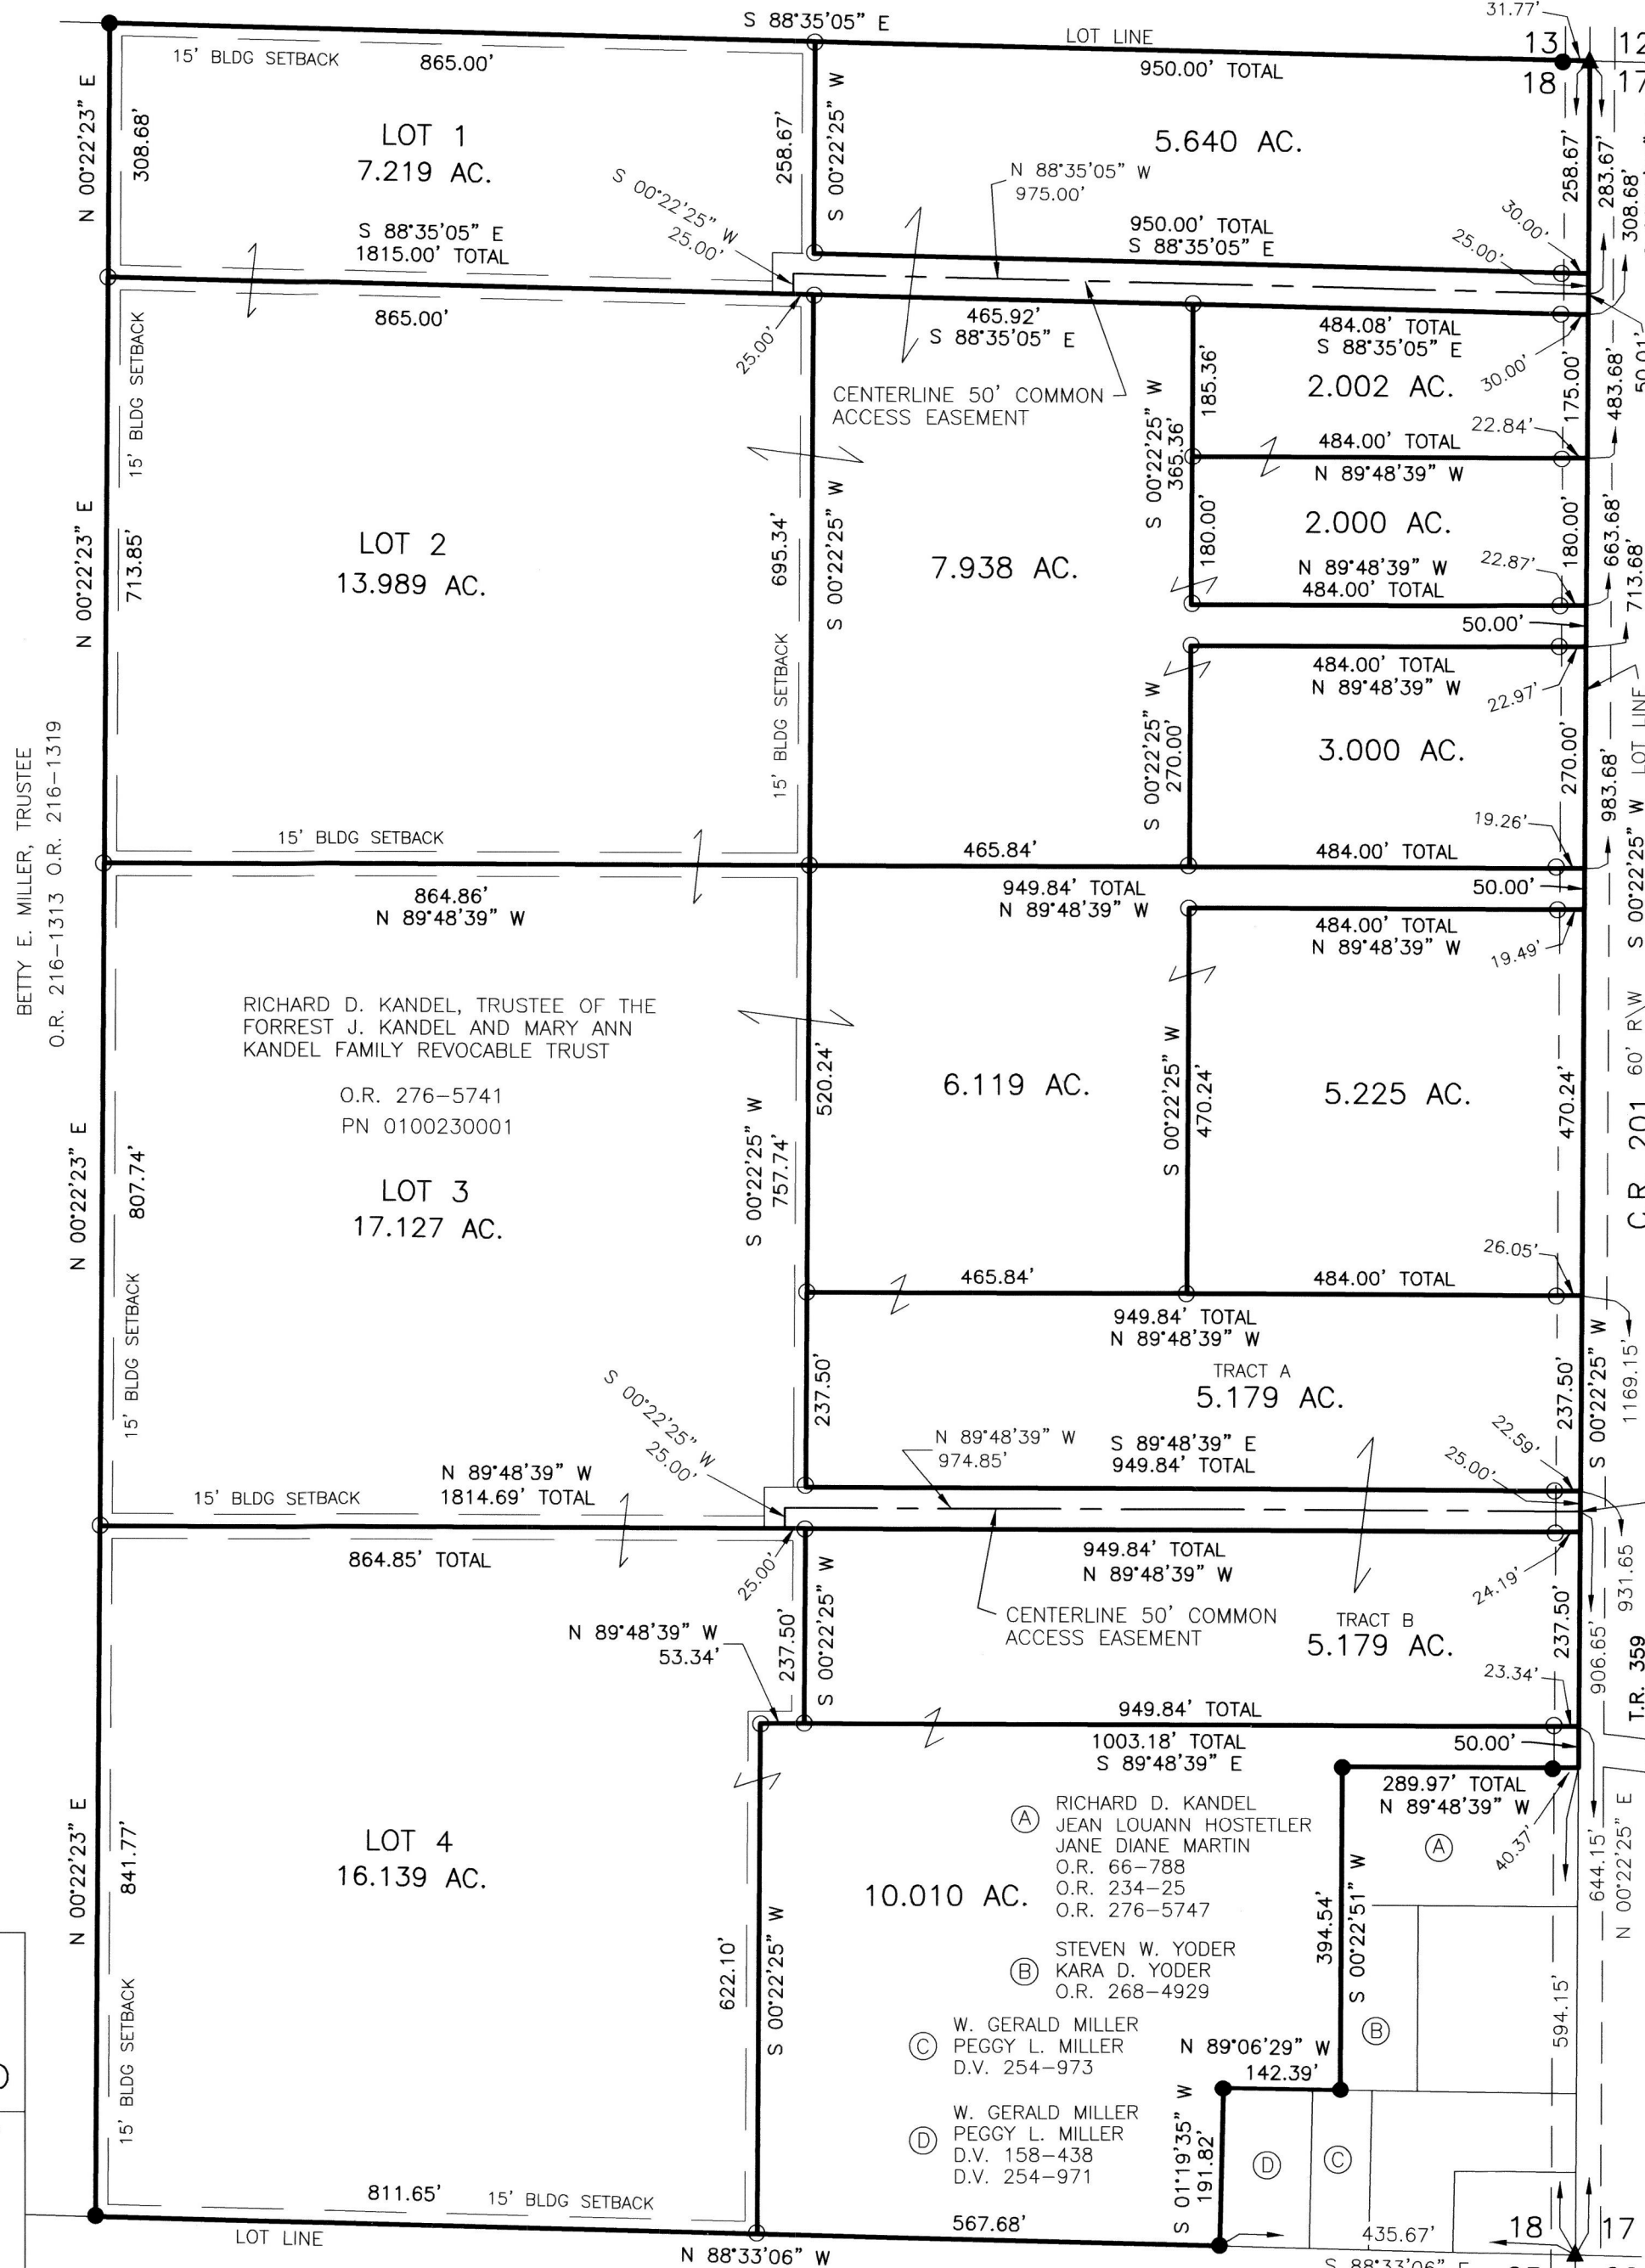 S 88°35'05" E
31.77'
15' BLDG SETBACK
865.00'
LOT LINE
950.00' TOTAL
13
12
18
17
N 00°22'23" E
308.68'
LOT 1
7.219 AC.
258.67'
S 00°22'25" W
5.640 AC.
N 88°35'05" W
975.00'
258.67'
283.67'
308.68'
S 00°22'25" W
25.00'
S 88°35'05" E
1815.00' TOTAL
950.00' TOTAL
S 88°35'05" E
30.00'
25.00'
865.00'
25.00'
465.92'
S 88°35'05" E
484.08' TOTAL
S 88°35'05" E
30.00'
50.01'
15' BLDG SETBACK
CENTERLINE 50' COMMON
ACCESS EASEMENT
S 00°22'25" W
365.36'
185.36'
2.002 AC.
175.00'
483.68'
22.84'
484.00' TOTAL
N 89°48'39" W
N 00°22'23" E
713.85'
LOT 2
13.989 AC.
695.34'
S 00°22'25" W
15' BLDG SETBACK
7.938 AC.
180.00'
2.000 AC.
N 89°48'39" W
484.00' TOTAL
22.87'
180.00'
663.68'
713.68'
50.00'
484.00' TOTAL
N 89°48'39" W
22.97'
S 00°22'25" W
270.00'
3.000 AC.
270.00'
983.68'
S 00°22'25" W LOT LINE
BETTY E. MILLER, TRUSTEE
O.R. 216-1313 O.R. 216-1319
15' BLDG SETBACK
465.84'
19.26'
484.00' TOTAL
864.86'
N 89°48'39" W
949.84' TOTAL
N 89°48'39" W
50.00'
484.00' TOTAL
N 89°48'39" W
19.49'
RICHARD D. KANDEL, TRUSTEE OF THE
FORREST J. KANDEL AND MARY ANN
KANDEL FAMILY REVOCABLE TRUST
O.R. 276-5741
PN 0100230001
LOT 3
17.127 AC.
N 00°22'23" E
807.74'
15' BLDG SETBACK
S 00°22'25" W
757.74'
520.24'
6.119 AC.
S 00°22'25" W
470.24'
5.225 AC.
470.24'
C.R. 201 60' R\W
26.05'
465.84'
484.00' TOTAL
949.84' TOTAL
N 89°48'39" W
TRACT A
5.179 AC.
237.50'
237.50'
S 00°22'25" W
1169.15'
S 00°22'25" W
25.00'
N 89°48'39" W
974.85'
S 89°48'39" E
949.84' TOTAL
22.59'
25.00'
15' BLDG SETBACK
N 89°48'39" W
1814.69' TOTAL
864.85' TOTAL
25.00'
949.84' TOTAL
N 89°48'39" W
24.19'
931.65
N 89°48'39" W
53.34'
237.50'
S 00°22'25" W
CENTERLINE 50' COMMON
ACCESS EASEMENT
TRACT B
5.179 AC.
237.50'
906.65'
T.R. 359
23.34'
949.84' TOTAL
1003.18' TOTAL
S 89°48'39" E
50.00'
289.97' TOTAL
N 89°48'39" W
40.37'
N 00°22'23" E
841.77'
LOT 4
16.139 AC.
15' BLDG SETBACK
622.10'
S 00°22'25" W
10.010 AC.
A RICHARD D. KANDEL
JEAN LOUANN HOSTETLER
JANE DIANE MARTIN
O.R. 66-788
O.R. 234-25
O.R. 276-5747
A
394.54'
S 00°22'51" W
644.15'
N 00°22'25" E
594.15'
B STEVEN W. YODER
KARA D. YODER
O.R. 268-4929
B
C W. GERALD MILLER
PEGGY L. MILLER
D.V. 254-973
N 89°06'29" W
142.39'
D W. GERALD MILLER
PEGGY L. MILLER
D.V. 158-438
D.V. 254-971
S 01°19'35" W
191.82'
D
C
811.65'
15' BLDG SETBACK
LOT LINE
567.68'
N 88°33'06" W
435.67'
18
17
S 88°33'06" E